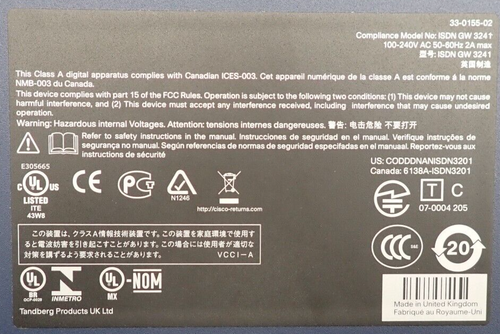 33-0155-02
Compliance Model No: ISDN GW 3241
100-240V AC 50-60Hz 2A max
型号: ISDN GW 3241
英国制造
This Class A digital apparatus complies with Canadian ICES-003. Cet appareil numérique de la classe A est conforme à la norme
NMB-003 du Canada.
This device complies with part 15 of the FCC Rules. Operation is subject to the following two conditions: (1) This device may not cause
harmful interference, and (2) This device must accept any interference received, including interference that may cause undesired
operation.
Warning: Hazardous internal Voltages. Attention: tensions internes dangereuses. 警告: 电击危险 不要打开
Refer to safety instructions in the manual. Instrucções de segurança no manual. Verifique instruções de
segurança no manual. Según referencias de normas de seguridad expresadas en el manual. Reportez-vous aux
instructions de sécurité
E305665
UL
US
LISTED
ITE
43W8
CE
N1246
http://cisco-returns.com
US: CODDDNANISDN3201
Canada: 6138A-ISDN3201
T C
07-0004 205
この装置は、クラスA情報技術装置です。この装置を家庭環境で使用す
ると電波妨害を引き起こすことがあります。この場合には使用者が適切な
対策を講ずるよう要求されることがあります。 VCCI-A
CCC
20
UL
BR
INMETRO
UL
MX
NOM
Tandberg Products UK Ltd
Made in United Kingdom
Fabriqué au Royaume-Uni